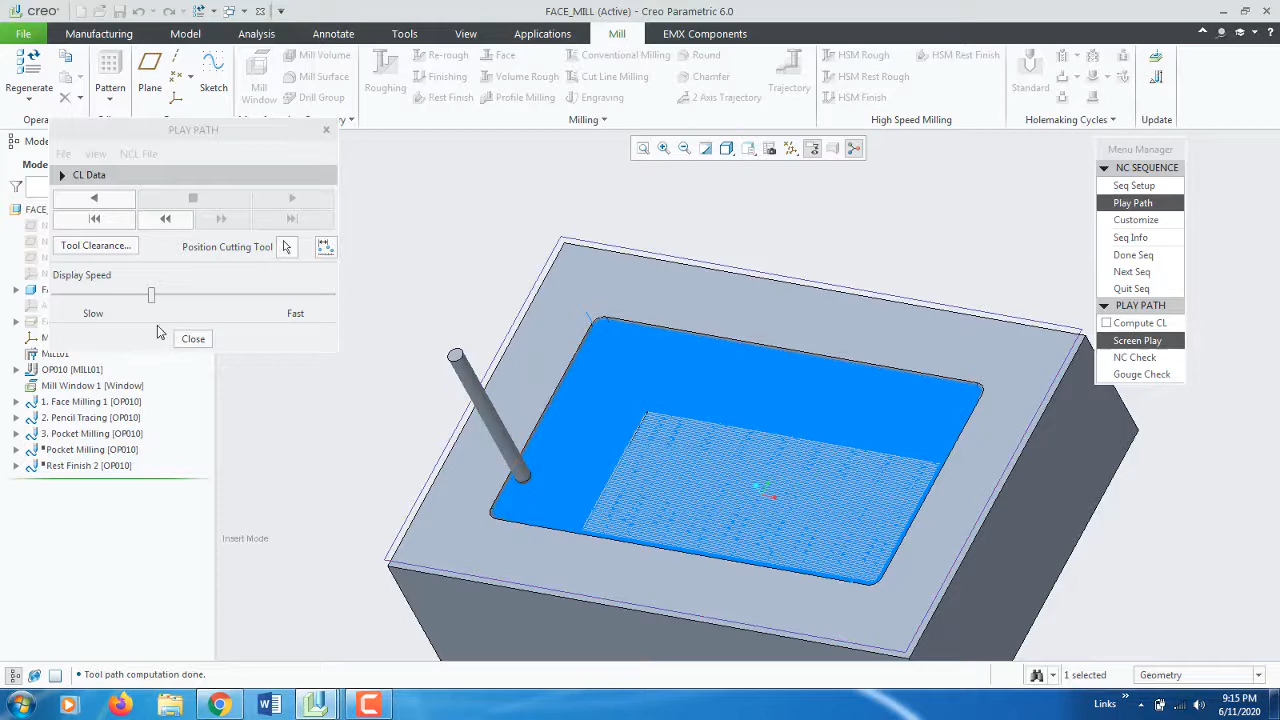 creo
FACE_MILL (Active) - Creo Parametric 6.0
File Manufacturing Model Analysis Annotate Tools View Applications Mill EMX Components
Regenerate
Pattern
Plane
Sketch
Mill Window
Mill Volume
Mill Surface
Drill Group
Roughing
Re-rough
Finishing
Rest Finish
Face
Volume Rough
Profile Milling
Conventional Milling
Cut Line Milling
Engraving
Round
Chamfer
2 Axis Trajectory
Trajectory
HSM Rough
HSM Rest Rough
HSM Finish
HSM Rest Finish
Standard
Milling
High Speed Milling
Holemaking Cycles
Update
PLAY PATH
File View NCL File
CL Data
Tool Clearance...
Position Cutting Tool
Display Speed
Slow Fast
Close
MILL01
OP010 [MILL01]
Mill Window 1 [Window]
1. Face Milling 1 [OP010]
2. Pencil Tracing [OP010]
3. Pocket Milling [OP010]
Pocket Milling [OP010]
Rest Finish 2 [OP010]
Insert Mode
Menu Manager
NC SEQUENCE
Seq Setup
Play Path
Customize
Seq Info
Done Seq
Next Seq
Quit Seq
PLAY PATH
Compute CL
Screen Play
NC Check
Gouge Check
• Tool path computation done.
1 selected
Geometry
Links
9:15 PM
6/11/2020